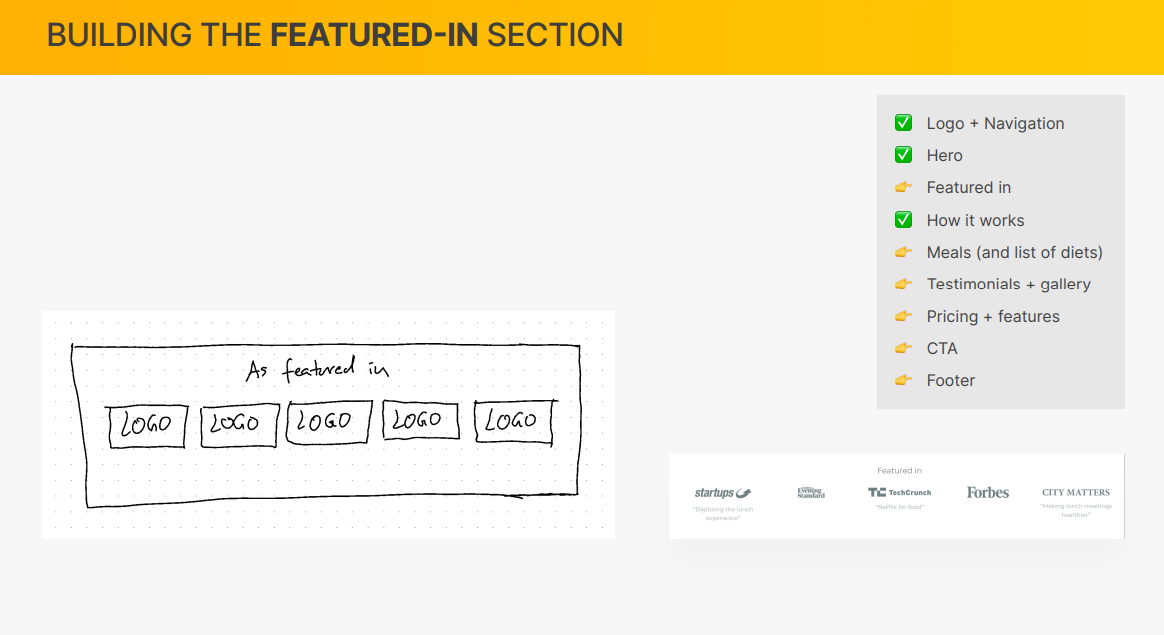 BUILDING THE FEATURED-IN SECTION
Logo + Navigation
Hero
Featured in
How it works
Meals (and list of diets)
Testimonials + gallery
Pricing + features
CTA
Footer
As featured in
LOGO LOGO LOGO LOGO LOGO
Featured in
startups Evening Standard TC TechCrunch Forbes CITY MATTERS
"Digitising the lunch experience" "Netflix for food" "Making lunch meetings healthier"